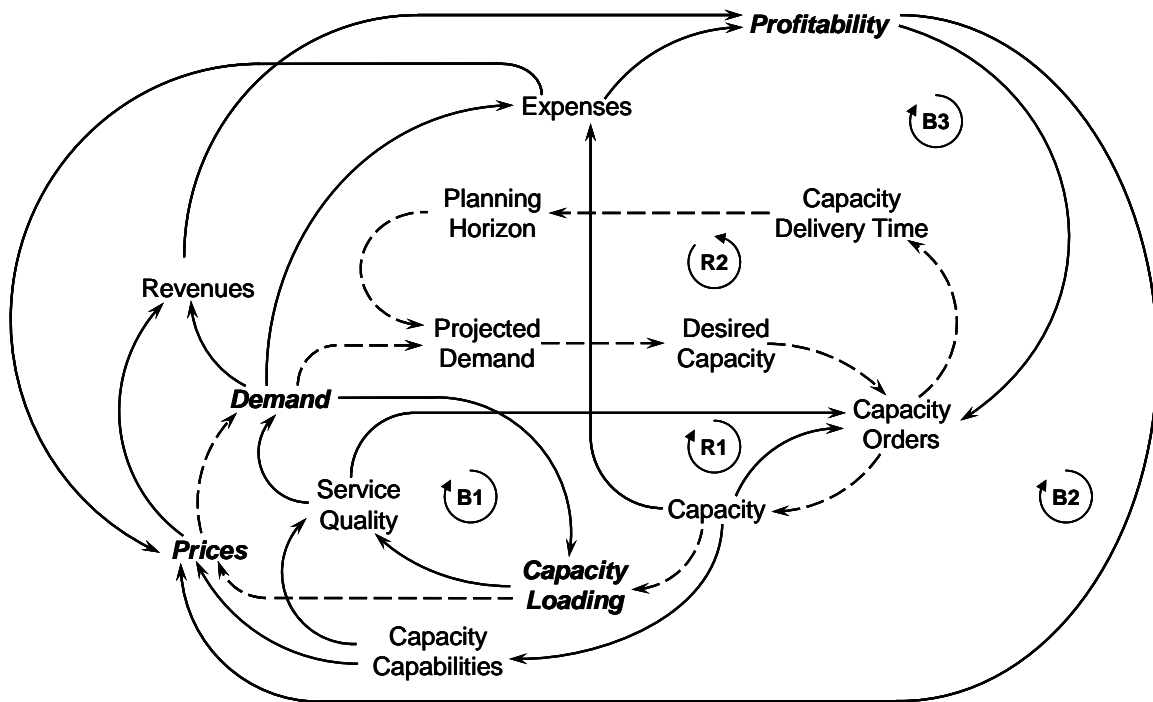 Profitability
Expenses
B3
Planning
Horizon
Capacity
Delivery Time
R2
Revenues
Projected
Demand
Desired
Capacity
Demand
Capacity
Orders
R1
Service
Quality
B1
Capacity
B2
Prices
Capacity
Loading
Capacity
Capabilities